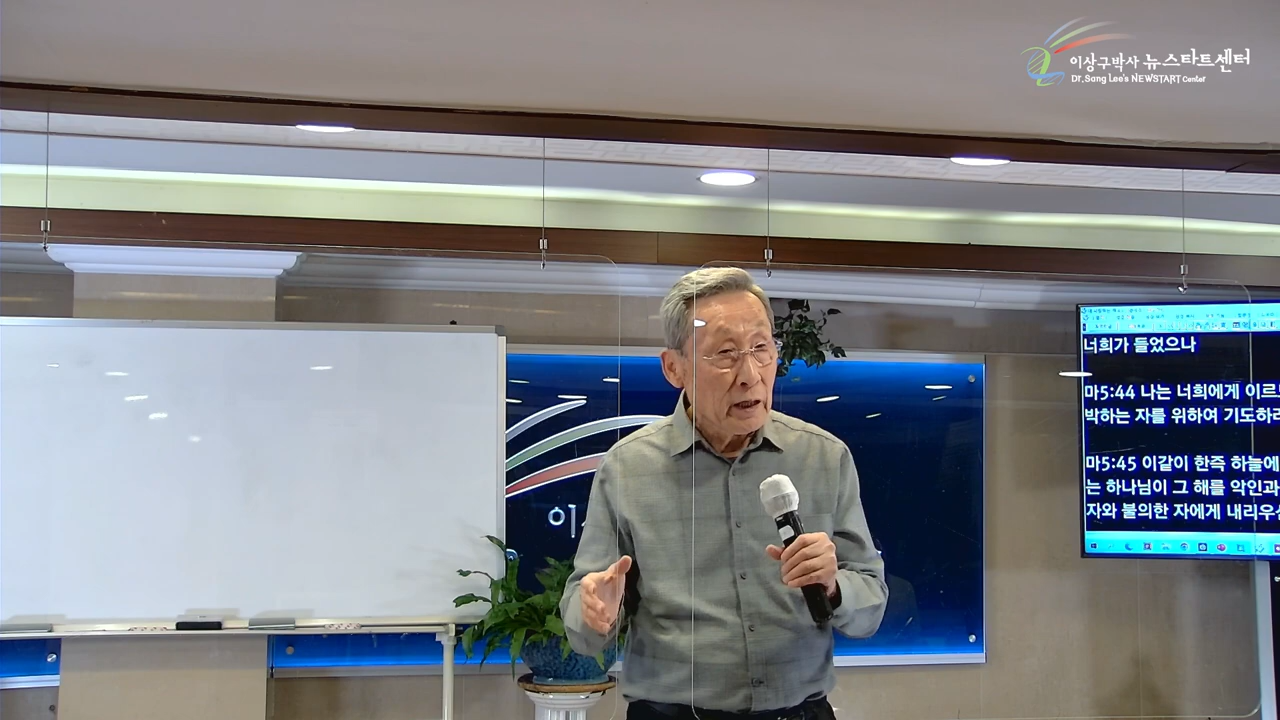 이상구박사 뉴스타트센터
Dr. Sang Lee's NEWSTART Center
너희가 들었으나
마5:44 나는 너희에게 이르
박하는 자를 위하여 기도하라
마5:45 이같이 한즉 하늘에
는 하나님이 그 해를 악인과
자와 불의한 자에게 내리우
이